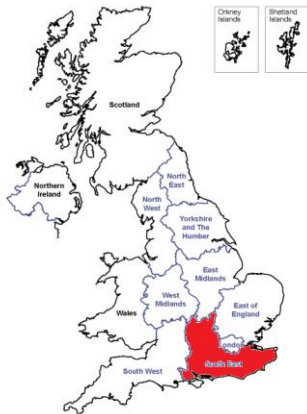 Orkney
Islands
Shetland
Islands
Scotland
Northern
Ireland
North
East
North
West
Yorkshire
and The
Humber
East
Midlands
West
Midlands
Wales
East of
England
London
South East
South West